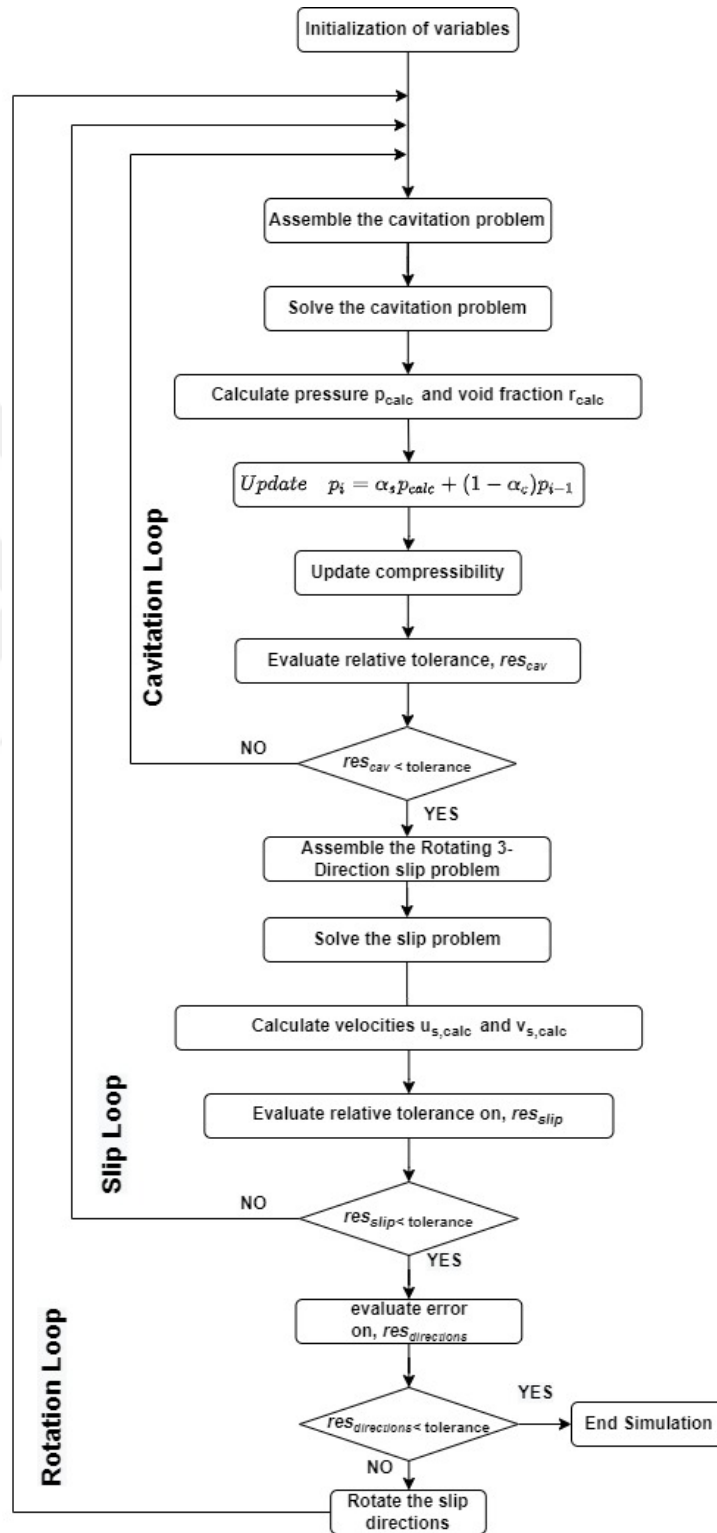 Initialization of variables
Assemble the cavitation problem
Solve the cavitation problem
Calculate pressure p_calc and void fraction r_calc
Update p_i = α_s p_calc + (1 − α_c)p_{i−1}
Update compressibility
Evaluate relative tolerance, res_cav
Cavitation Loop
NO
res_cav < tolerance
YES
Assemble the Rotating 3-
Direction slip problem
Solve the slip problem
Calculate velocities u_s,calc and v_s,calc
Evaluate relative tolerance on, res_slip
Slip Loop
NO
res_slip < tolerance
YES
evaluate error
on, res_directions
Rotation Loop
res_directions < tolerance
YES
End Simulation
NO
Rotate the slip
directions